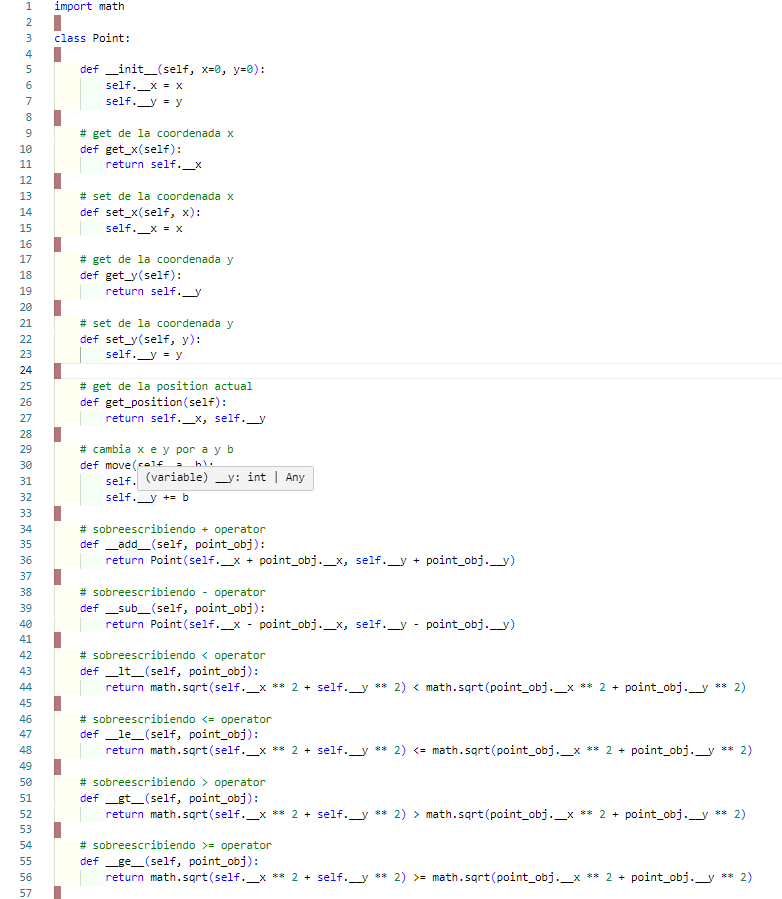 1 import math
2
3 class Point:
4
5     def __init__(self, x=0, y=0):
6         self.__x = x
7         self.__y = y
8
9     # get de la coordenada x
10     def get_x(self):
11         return self.__x
12
13     # set de la coordenada x
14     def set_x(self, x):
15         self.__x = x
16
17     # get de la coordenada y
18     def get_y(self):
19         return self.__y
20
21     # set de la coordenada y
22     def set_y(self, y):
23         self.__y = y
24
25     # get de la position actual
26     def get_position(self):
27         return self.__x, self.__y
28
29     # cambia x e y por a y b
30     def move(self, a, b):
31         self. (variable) __y: int | Any
32         self.__y += b
33
34     # sobreescribiendo + operator
35     def __add__(self, point_obj):
36         return Point(self.__x + point_obj.__x, self.__y + point_obj.__y)
37
38     # sobreescribiendo - operator
39     def __sub__(self, point_obj):
40         return Point(self.__x - point_obj.__x, self.__y - point_obj.__y)
41
42     # sobreescribiendo < operator
43     def __lt__(self, point_obj):
44         return math.sqrt(self.__x ** 2 + self.__y ** 2) < math.sqrt(point_obj.__x ** 2 + point_obj.__y ** 2)
45
46     # sobreescribiendo <= operator
47     def __le__(self, point_obj):
48         return math.sqrt(self.__x ** 2 + self.__y ** 2) <= math.sqrt(point_obj.__x ** 2 + point_obj.__y ** 2)
49
50     # sobreescribiendo > operator
51     def __gt__(self, point_obj):
52         return math.sqrt(self.__x ** 2 + self.__y ** 2) > math.sqrt(point_obj.__x ** 2 + point_obj.__y ** 2)
53
54     # sobreescribiendo >= operator
55     def __ge__(self, point_obj):
56         return math.sqrt(self.__x ** 2 + self.__y ** 2) >= math.sqrt(point_obj.__x ** 2 + point_obj.__y ** 2)
57